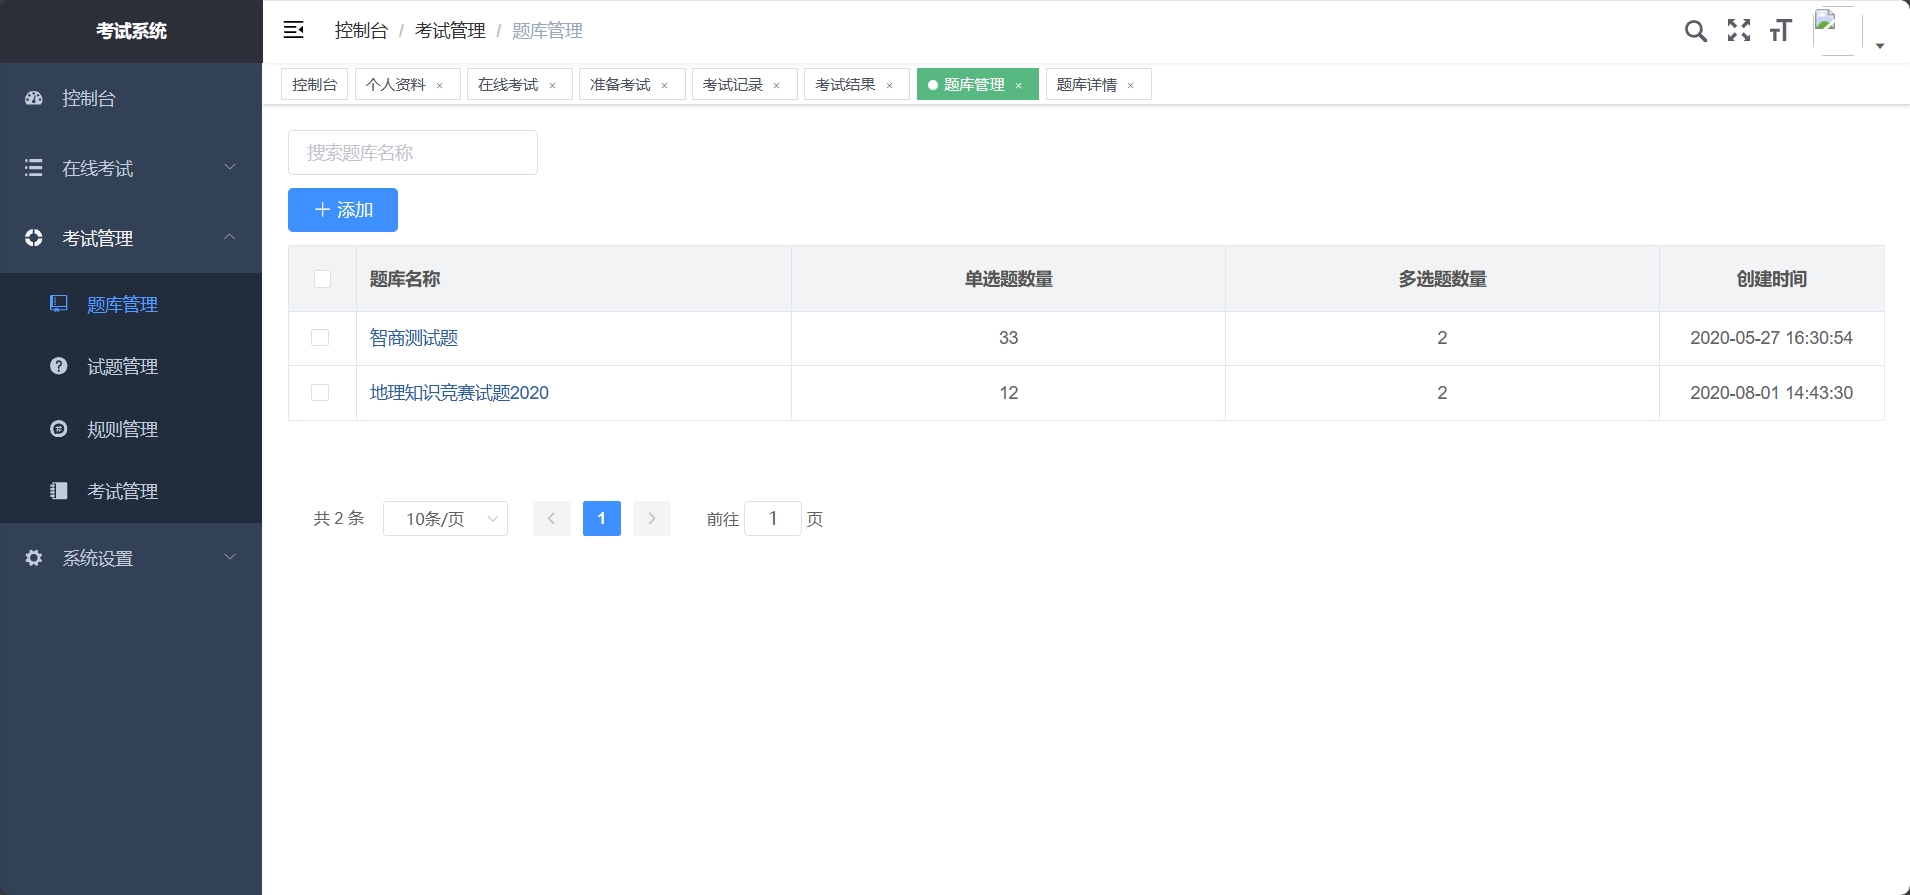 考试系统
控制台 / 考试管理 / 题库管理
控制台 个人资料 × 在线考试 × 准备考试 × 考试记录 × 考试结果 × 题库管理 × 题库详情 ×
控制台
在线考试
考试管理
题库管理
试题管理
规则管理
考试管理
系统设置
搜索题库名称
添加
题库名称 单选题数量 多选题数量 创建时间
智商测试题 33 2 2020-05-27 16:30:54
地理知识竞赛试题2020 12 2 2020-08-01 14:43:30
共 2 条 10条/页 1 前往 1 页